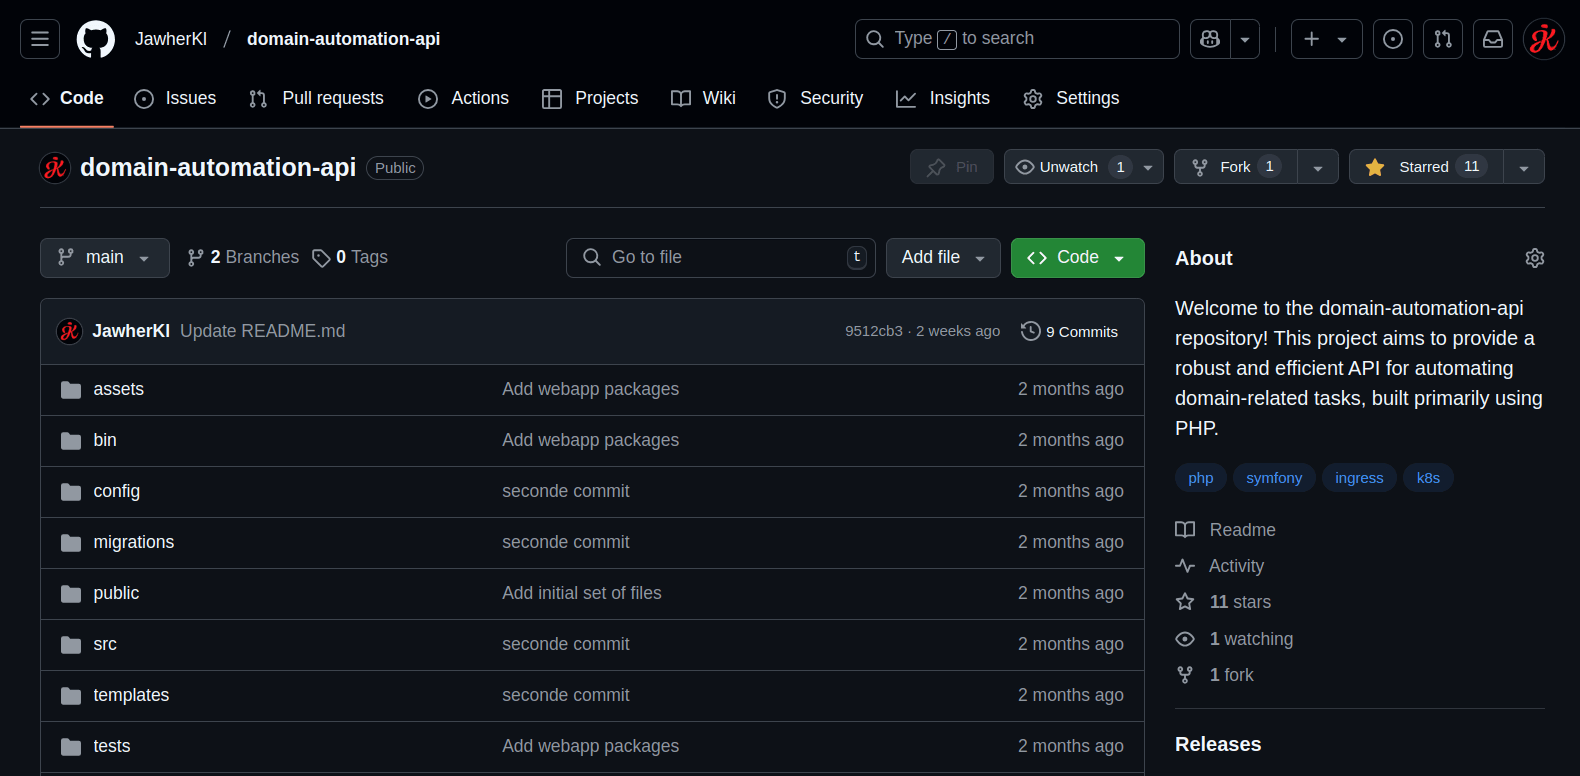 JawherKl / domain-automation-api
Type / to search
Code
Issues
Pull requests
Actions
Projects
Wiki
Security
Insights
Settings
domain-automation-api Public
Pin
Unwatch 1
Fork 1
Starred 11
main
2 Branches
0 Tags
Go to file t
Add file
Code
JawherKl Update README.md 9512cb3 · 2 weeks ago 9 Commits
assets Add webapp packages 2 months ago
bin Add webapp packages 2 months ago
config seconde commit 2 months ago
migrations seconde commit 2 months ago
public Add initial set of files 2 months ago
src seconde commit 2 months ago
templates seconde commit 2 months ago
tests Add webapp packages 2 months ago
About
Welcome to the domain-automation-api
repository! This project aims to provide a
robust and efficient API for automating
domain-related tasks, built primarily using
PHP.
php symfony ingress k8s
Readme
Activity
11 stars
1 watching
1 fork
Releases